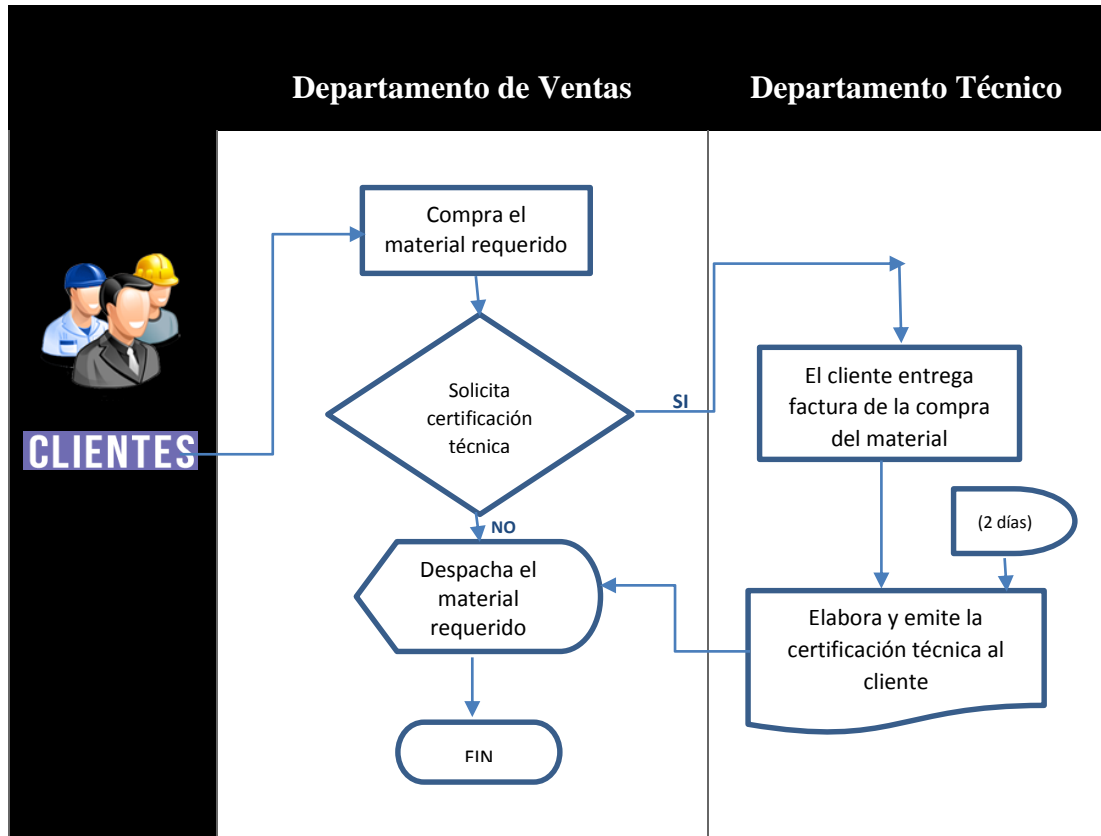 Departamento de Ventas
Departamento Técnico
Compra el
material requerido
CLIENTES
Solicita
certificación
técnica
SI
El cliente entrega
factura de la compra
del material
(2 días)
NO
Despacha el
material
requerido
Elabora y emite la
certificación técnica al
cliente
FIN